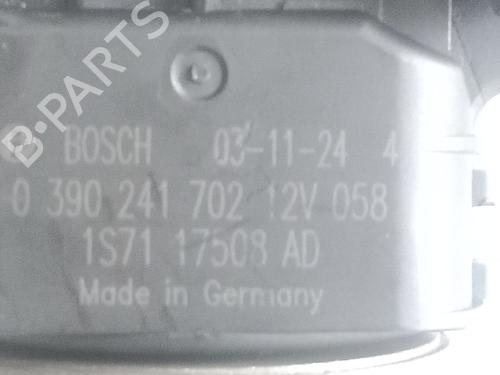 BOSCH 03-11-24 4
0 390 241 702 12V 058
1S71 17508 AD
Made in Germany
B-PARTS